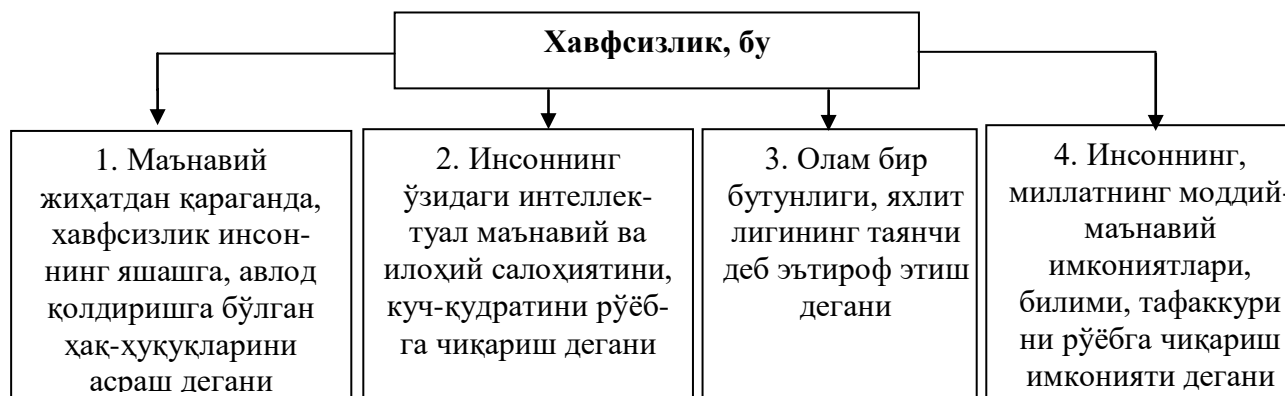 Хавфсизлик, бу
1. Маънавий
жиҳатдан қараганда,
хавфсизлик инсон-
нинг яшашга, авлод
қолдиришга бўлган
ҳақ-ҳуқуқларини
асраш дегани
2. Инсоннинг
ўзидаги интеллек-
туал маънавий ва
илоҳий салоҳиятини,
куч-қудратини рўёб-
га чиқариш дегани
3. Олам бир
бутунлиги, яхлит
лигининг таянчи
деб эътироф этиш
дегани
4. Инсоннинг,
миллатнинг моддий-
маънавий
имкониятлари,
билими, тафаккури
ни рўёбга чиқариш
имконияти дегани